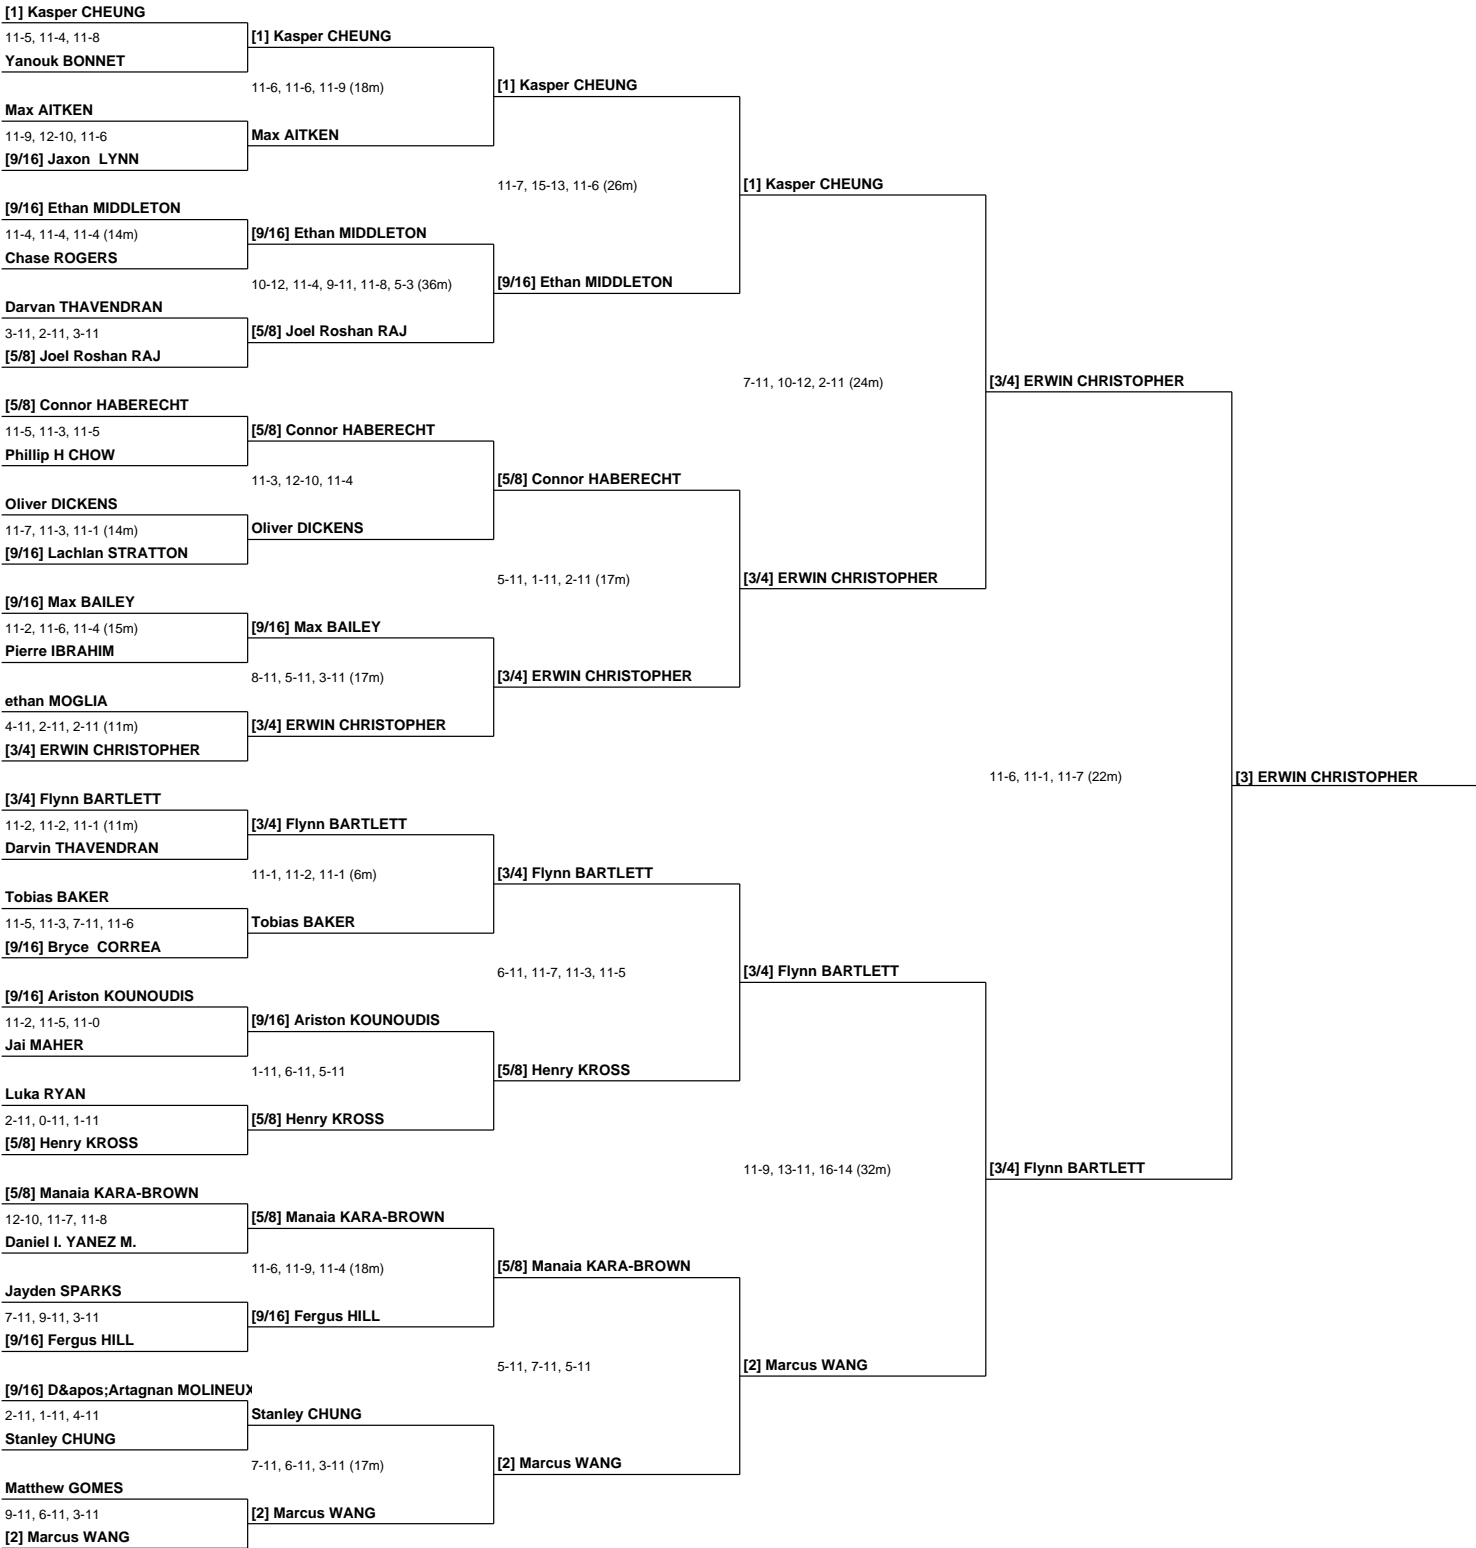 [1] Kasper CHEUNG
11-5, 11-4, 11-8
Yanouk BONNET
Max AITKEN
11-9, 12-10, 11-6
[9/16] Jaxon  LYNN
[9/16] Ethan MIDDLETON
11-4, 11-4, 11-4 (14m)
Chase ROGERS
Darvan THAVENDRAN
3-11, 2-11, 3-11
[5/8] Joel Roshan RAJ
[5/8] Connor HABERECHT
11-5, 11-3, 11-5
Phillip H CHOW
Oliver DICKENS
11-7, 11-3, 11-1 (14m)
[9/16] Lachlan STRATTON
[9/16] Max BAILEY
11-2, 11-6, 11-4 (15m)
Pierre IBRAHIM
ethan MOGLIA
4-11, 2-11, 2-11 (11m)
[3/4] ERWIN CHRISTOPHER
[3/4] Flynn BARTLETT
11-2, 11-2, 11-1 (11m)
Darvin THAVENDRAN
Tobias BAKER
11-5, 11-3, 7-11, 11-6
[9/16] Bryce  CORREA
[9/16] Ariston KOUNOUDIS
11-2, 11-5, 11-0
Jai MAHER
Luka RYAN
2-11, 0-11, 1-11
[5/8] Henry KROSS
[5/8] Manaia KARA-BROWN
12-10, 11-7, 11-8
Daniel I. YANEZ M.
Jayden SPARKS
7-11, 9-11, 3-11
[9/16] Fergus HILL
[9/16] D&apos;Artagnan MOLINEUX
2-11, 1-11, 4-11
Stanley CHUNG
Matthew GOMES
9-11, 6-11, 3-11
[2] Marcus WANG
[1] Kasper CHEUNG
11-6, 11-6, 11-9 (18m)
Max AITKEN
[9/16] Ethan MIDDLETON
10-12, 11-4, 9-11, 11-8, 5-3 (36m)
[5/8] Joel Roshan RAJ
[5/8] Connor HABERECHT
11-3, 12-10, 11-4
Oliver DICKENS
[9/16] Max BAILEY
8-11, 5-11, 3-11 (17m)
[3/4] ERWIN CHRISTOPHER
[3/4] Flynn BARTLETT
11-1, 11-2, 11-1 (6m)
Tobias BAKER
[9/16] Ariston KOUNOUDIS
1-11, 6-11, 5-11
[5/8] Henry KROSS
[5/8] Manaia KARA-BROWN
11-6, 11-9, 11-4 (18m)
[9/16] Fergus HILL
Stanley CHUNG
7-11, 6-11, 3-11 (17m)
[2] Marcus WANG
[1] Kasper CHEUNG
11-7, 15-13, 11-6 (26m)
[9/16] Ethan MIDDLETON
[5/8] Connor HABERECHT
5-11, 1-11, 2-11 (17m)
[3/4] ERWIN CHRISTOPHER
[3/4] Flynn BARTLETT
6-11, 11-7, 11-3, 11-5
[5/8] Henry KROSS
[5/8] Manaia KARA-BROWN
5-11, 7-11, 5-11
[2] Marcus WANG
[1] Kasper CHEUNG
7-11, 10-12, 2-11 (24m)
[3/4] ERWIN CHRISTOPHER
[3/4] Flynn BARTLETT
11-9, 13-11, 16-14 (32m)
[2] Marcus WANG
[3/4] ERWIN CHRISTOPHER
11-6, 11-1, 11-7 (22m)
[3/4] Flynn BARTLETT
[3] ERWIN CHRISTOPHER